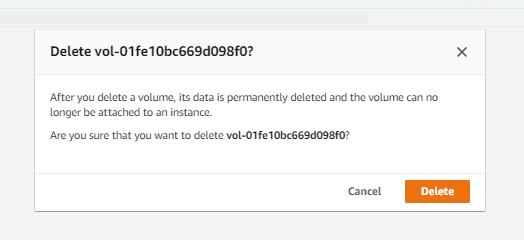 Delete vol-01fe10bc669d098f0?
After you delete a volume, its data is permanently deleted and the volume can no
longer be attached to an instance.
Are you sure that you want to delete vol-01fe10bc669d098f0?
Cancel
Delete